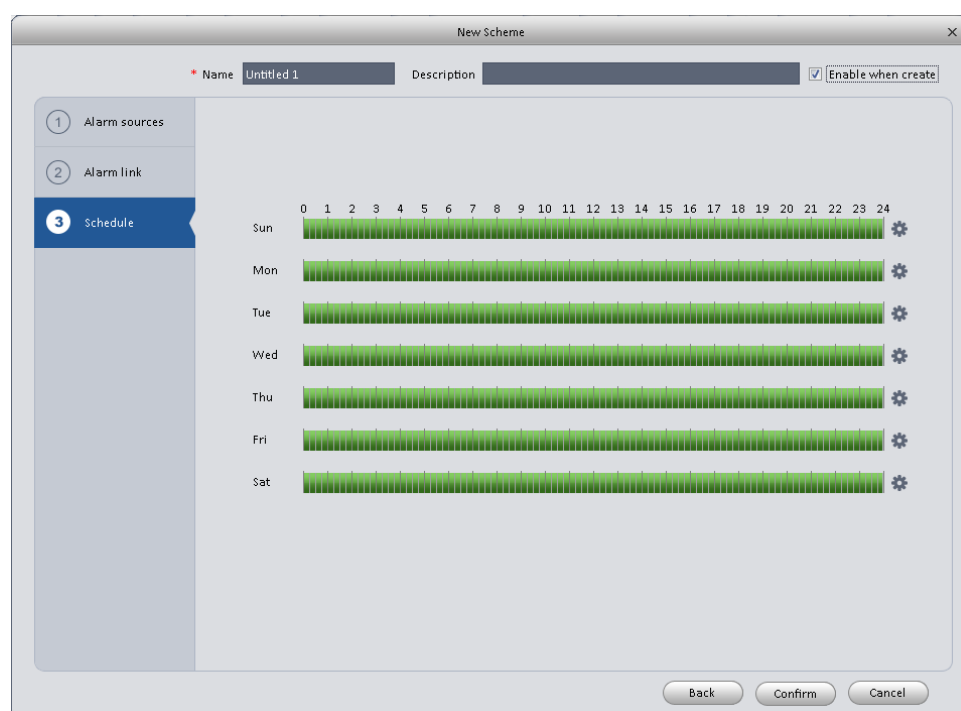 New Scheme
* Name Untitled 1 Description Enable when create
1 Alarm sources
2 Alarm link
3 Schedule
0 1 2 3 4 5 6 7 8 9 10 11 12 13 14 15 16 17 18 19 20 21 22 23 24
Sun
Mon
Tue
Wed
Thu
Fri
Sat
Back Confirm Cancel